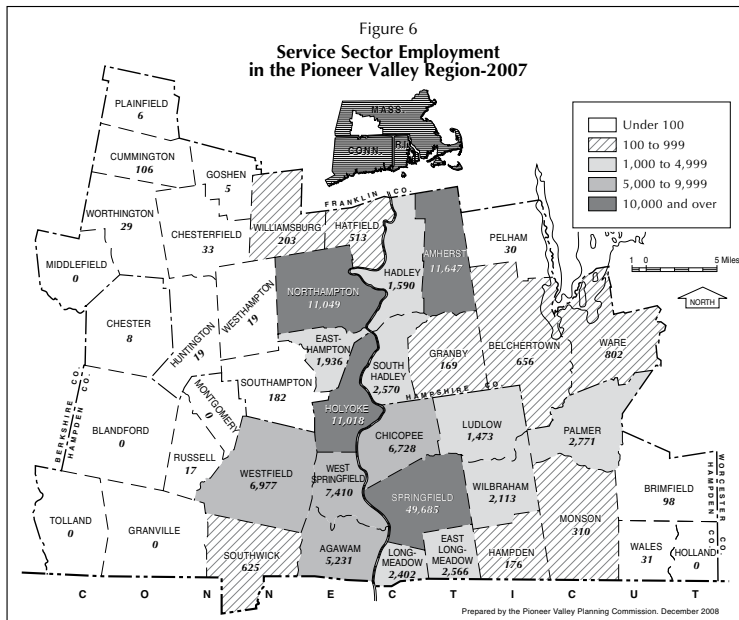 Figure 6
Service Sector Employment
in the Pioneer Valley Region-2007
MASS.
CONN.
R.I.
Under 100
100 to 999
1,000 to 4,999
5,000 to 9,999
10,000 and over
1 0 5 Miles
NORTH
PLAINFIELD
6
CUMMINGTON
106
GOSHEN
5
WORTHINGTON
29
CHESTERFIELD
33
WILLIAMSBURG
203
FRANKLIN CO.
HATFIELD
513
HADLEY
1,590
AMHERST
11,647
PELHAM
30
MIDDLEFIELD
0
NORTHAMPTON
11,049
WESTHAMPTON
19
CHESTER
8
HUNTINGTON
19
EAST-
HAMPTON
1,936
SOUTH
HADLEY
2,570
GRANBY
169
BELCHERTOWN
656
WARE
802
HAMPSHIRE CO.
SOUTHAMPTON
182
MONTGOMERY
0
HOLYOKE
11,018
BERKSHIRE CO.
HAMPDEN CO.
BLANDFORD
0
RUSSELL
17
WESTFIELD
6,977
WEST
SPRINGFIELD
7,410
CHICOPEE
6,728
LUDLOW
1,473
PALMER
2,771
SPRINGFIELD
49,685
WILBRAHAM
2,113
MONSON
310
BRIMFIELD
98
WORCESTER CO.
HAMPDEN CO.
TOLLAND
0
GRANVILLE
0
SOUTHWICK
625
AGAWAM
5,231
LONG-
MEADOW
2,402
EAST
LONG-
MEADOW
2,566
HAMPDEN
176
WALES
31
HOLLAND
0
C O N N E C T I C U T
Prepared by the Pioneer Valley Planning Commission. December 2008